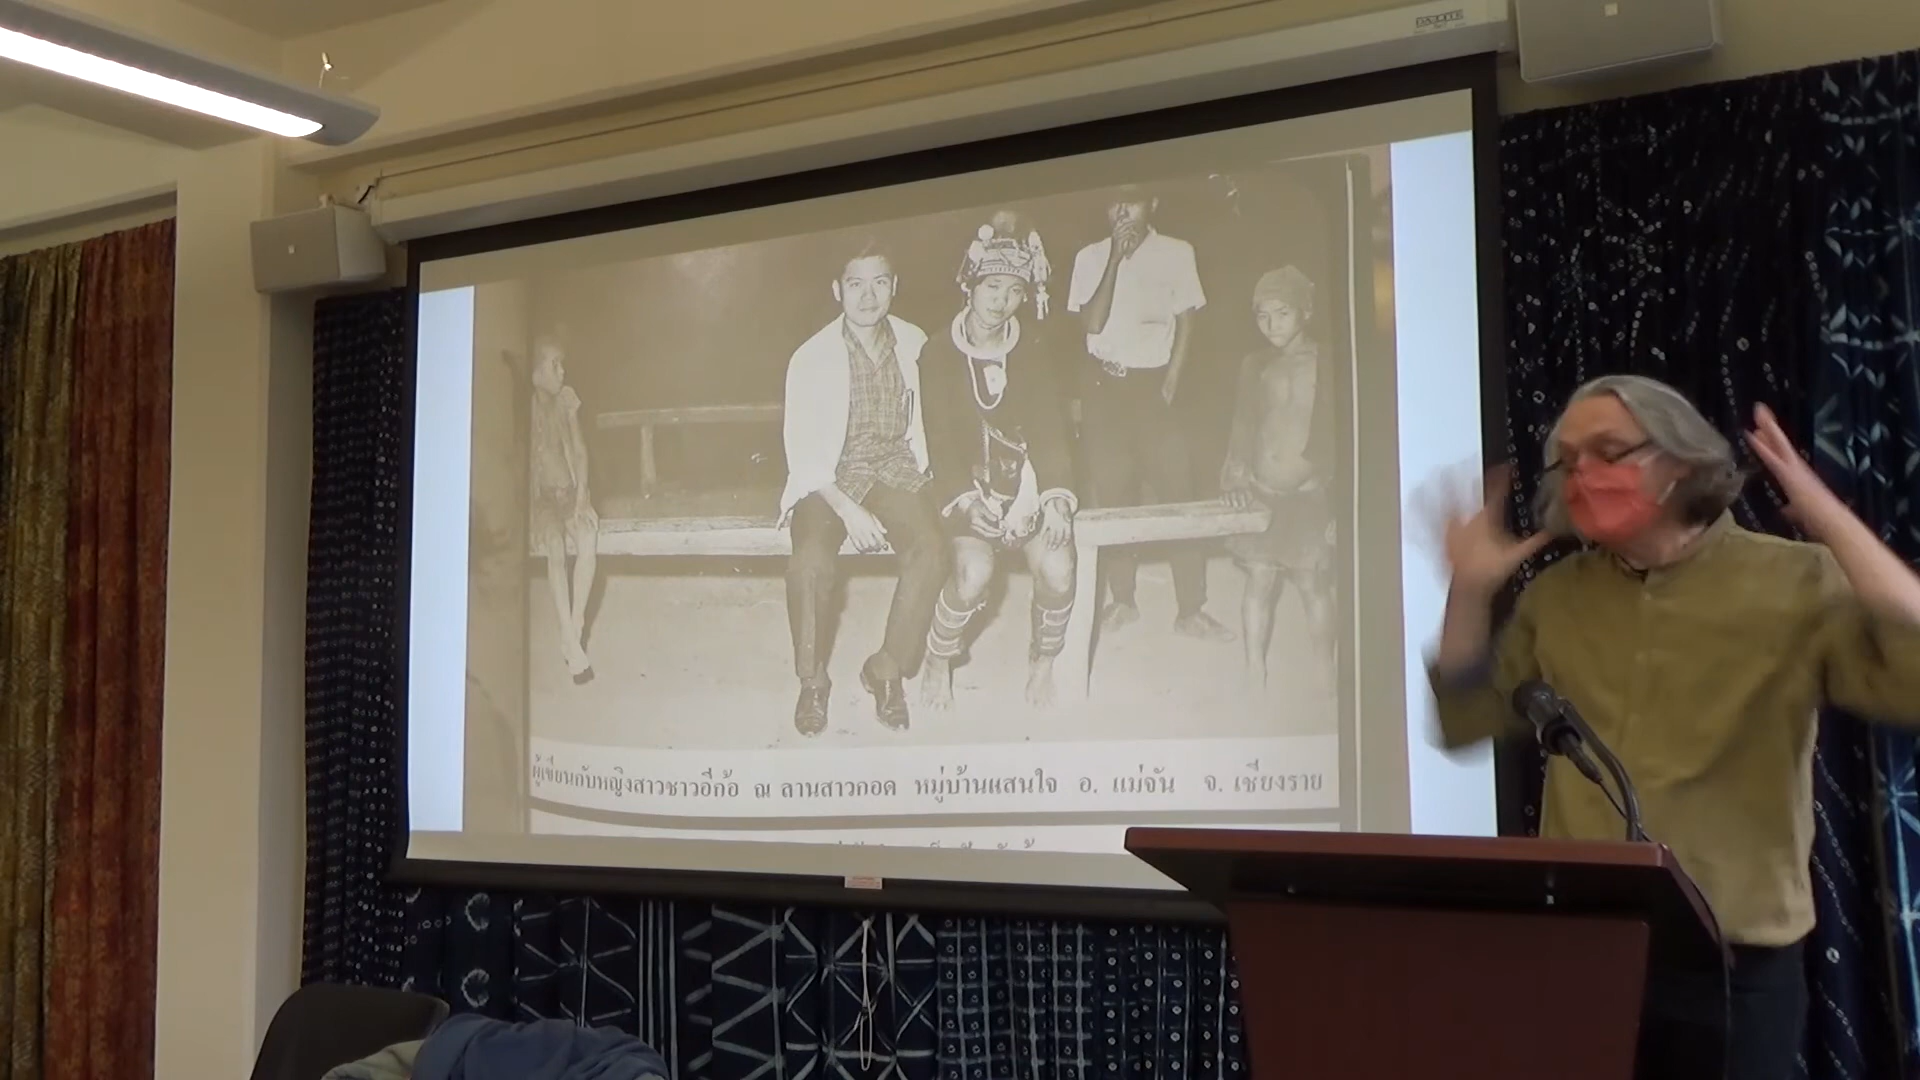 DA-LITE
ผู้เขียนกับหญิงสาวชาวอีก้อ ณ ลานสาวกอด หมู่บ้านแสนใจ อ. แม่จัน จ. เชียงราย